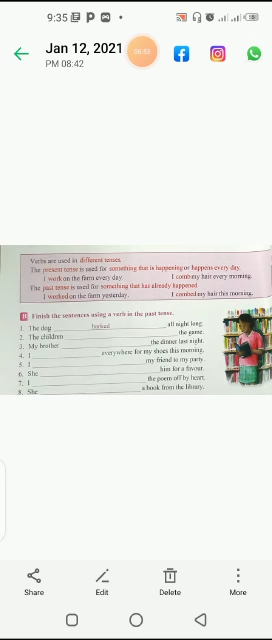 9:35
Jan 12, 2021
PM 08:42
Verbs are used in different tenses.
The present tense is used for something that is happening or happens every day.
I work on the farm every day. I comb my hair every morning.
The past tense is used for something that has already happened.
I worked on the farm yesterday. I combed my hair this morning.
B Finish the sentences using a verb in the past tense.
1. The dog barked all night long.
2. The children the game.
3. My brother the dinner last night.
4. I everywhere for my shoes this morning.
5. I my friend to my party.
6. She him for a favour.
7. I the poem off by heart.
8. She a book from the library.
Share Edit Delete More